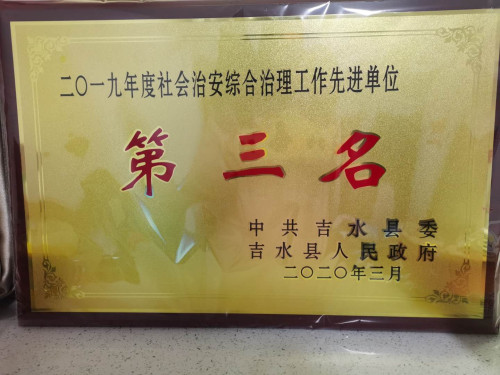 二〇一九年度社会治安综合治理工作先进单位
第三名
中共吉水县委
吉水县人民政府
二〇二〇年三月